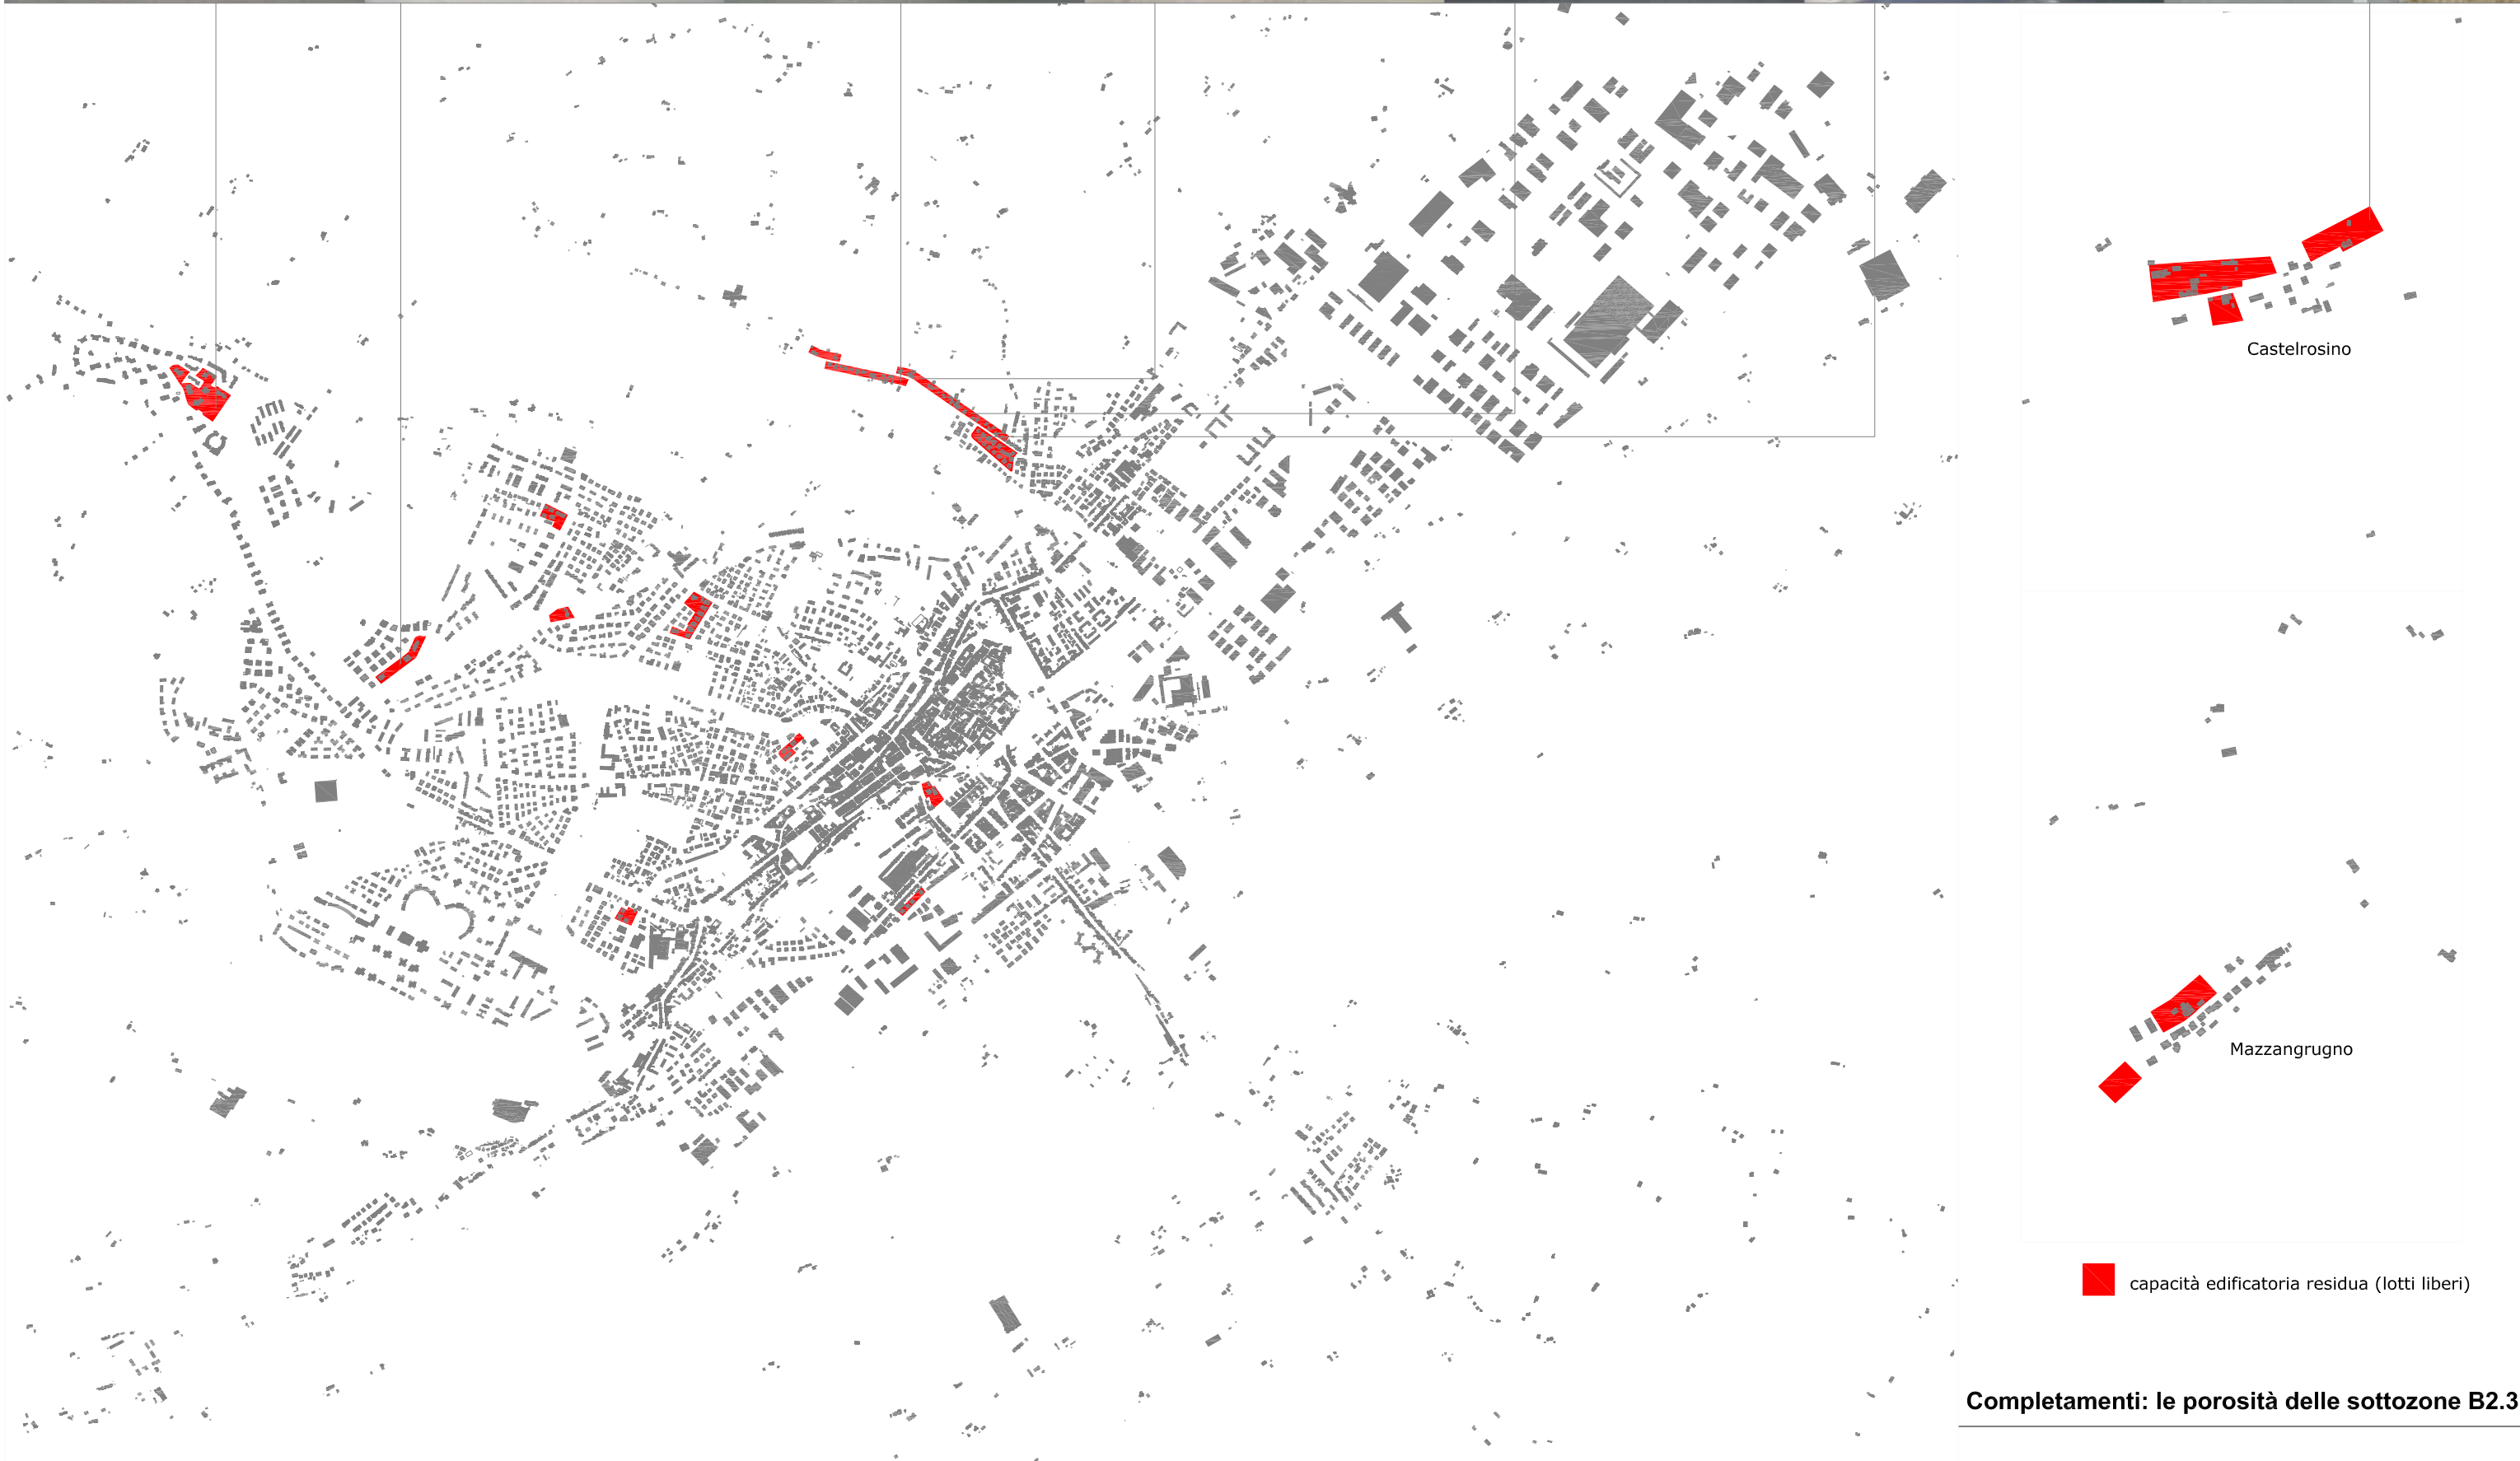 Castelrosino
Mazzangrugno
capacità edificatoria residua (lotti liberi)
Completamenti: le porosità delle sottozone B2.3